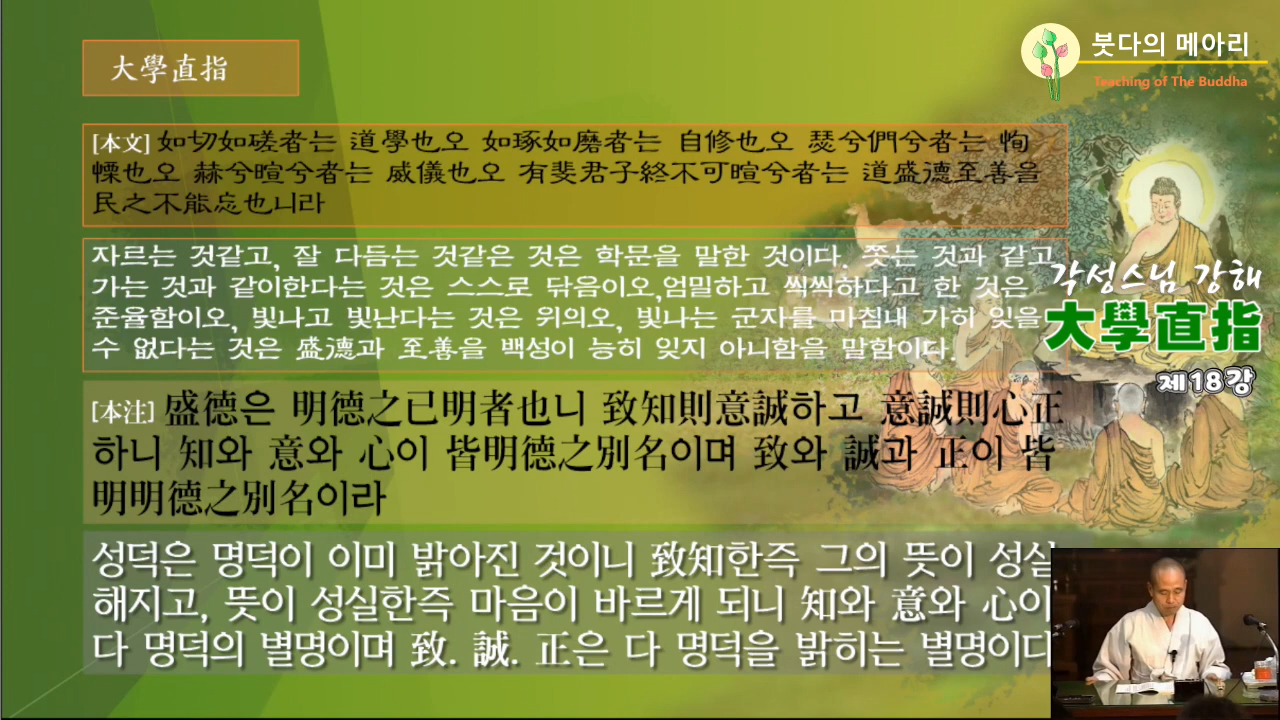 大學直指
붓다의 메아리
Teaching of The Buddha
[本文] 如切如磋者는 道學也오 如琢如磨者는 自修也오 瑟兮僩兮者는 恂
慄也오 赫兮喧兮者는 威儀也오 有斐君子終不可喧兮者는 道盛德至善을
民之不能忘也니라
자르는 것같고, 잘 다듬는 것같은 것은 학문을 말한 것이다. 쪼는 것과 같고
가는 것과 같이한다는 것은 스스로 닦음이오,엄밀하고 씩씩하다고 한 것은
준율함이오, 빛나고 빛난다는 것은 위의오, 빛나는 군자를 마침내 가히 잊을
수 없다는 것은 盛德과 至善을 백성이 능히 잊지 아니함을 말함이다.
각성스님 강해
大學直指
제18강
[本注] 盛德은 明德之已明者也니 致知則意誠하고 意誠則心正
하니 知와 意와 心이 皆明德之別名이며 致와 誠과 正이 皆
明明德之別名이라
성덕은 명덕이 이미 밝아진 것이니 致知한즉 그의 뜻이 성실
해지고, 뜻이 성실한즉 마음이 바르게 되니 知와 意와 心이
다 명덕의 별명이며 致. 誠. 正은 다 명덕을 밝히는 별명이다